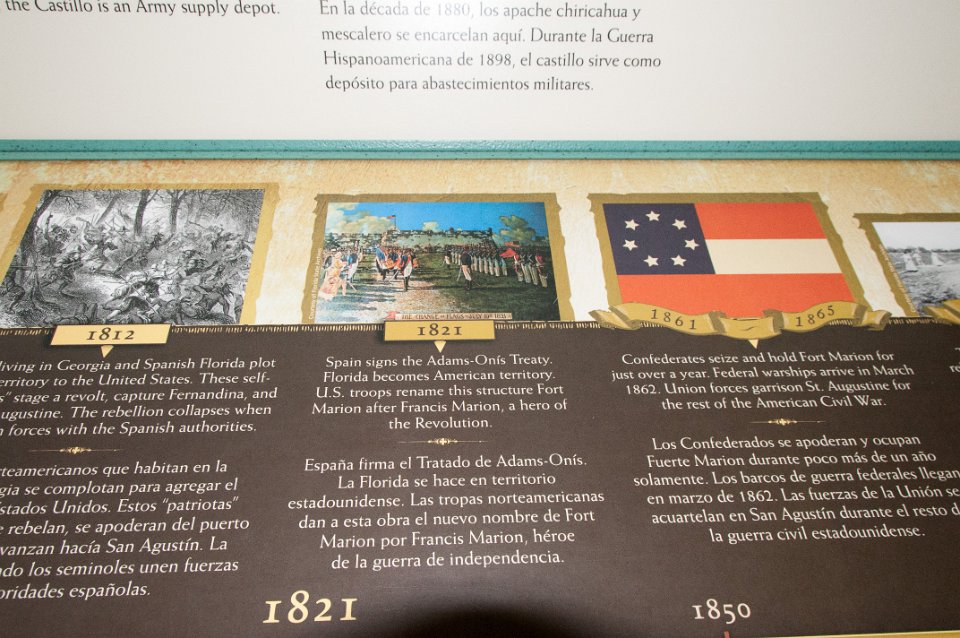 the Castillo is an Army supply depot.
En la década de 1880, los apache chiricahua y
mescalero se encarcelan aquí. Durante la Guerra
Hispanoamericana de 1898, el castillo sirve como
depósito para abastecimientos militares.
1812
living in Georgia and Spanish Florida plot
territory to the United States. These self-
stage a revolt, capture Fernandina, and
Augustine. The rebellion collapses when
forces with the Spanish authorities.
norteamericanos que habitan en la
se complotan para agregar el
Estados Unidos. Estos "patriotas"
rebelan, se apoderan del puerto
avanzan hacía San Agustín. La
los seminoles unen fuerzas
autoridades españolas.
THE CHANGE OF FLAGS - JULY 10TH 1821
1821
Spain signs the Adams-Onís Treaty.
Florida becomes American territory.
U.S. troops rename this structure Fort
Marion after Francis Marion, a hero of
the Revolution.
España firma el Tratado de Adams-Onís.
La Florida se hace en territorio
estadounidense. Las tropas norteamericanas
dan a esta obra el nuevo nombre de Fort
Marion por Francis Marion, héroe
de la guerra de independencia.
1861 1865
Confederates seize and hold Fort Marion for
just over a year. Federal warships arrive in March
1862. Union forces garrison St. Augustine for
the rest of the American Civil War.
Los Confederados se apoderan y ocupan
Fuerte Marion durante poco más de un año
solamente. Los barcos de guerra federales llegan
en marzo de 1862. Las fuerzas de la Unión se
acuartelan en San Agustín durante el resto d
la guerra civil estadounidense.
1821
1850